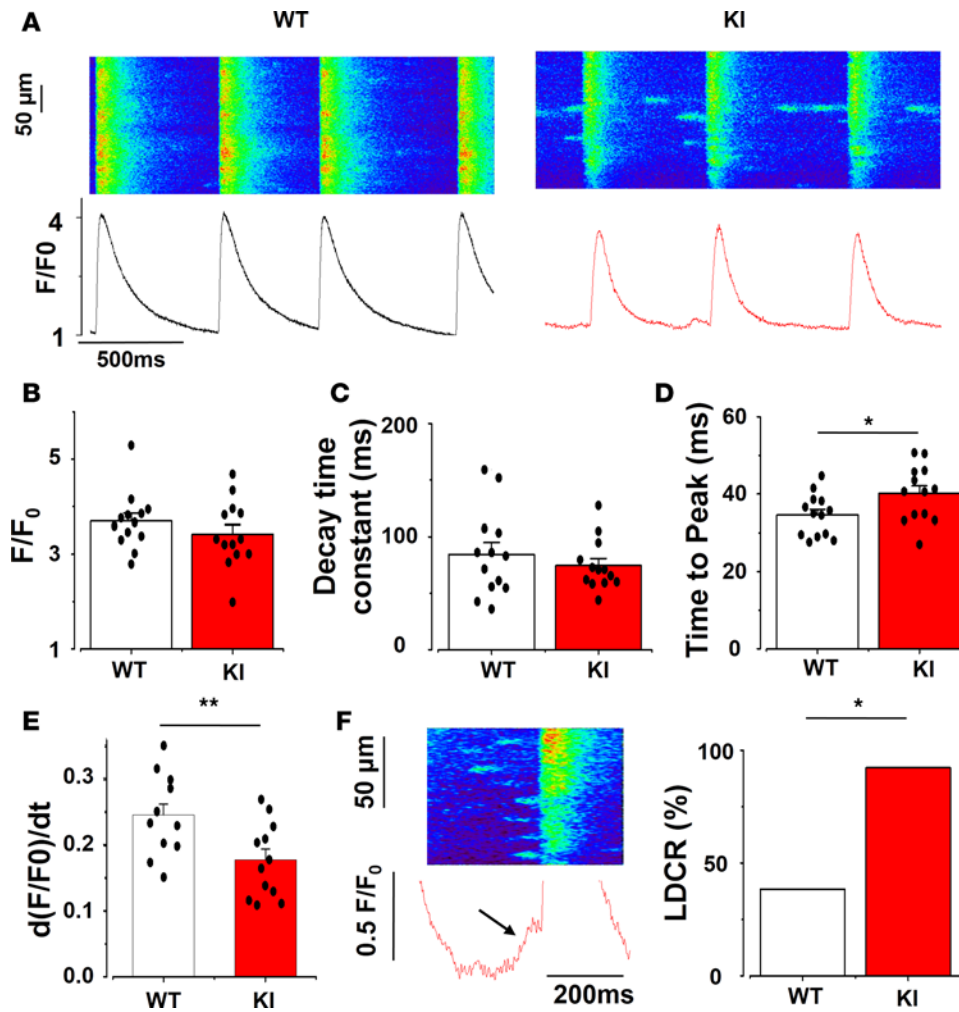 A
WT
KI
50 µm
F/F0
4
1
500ms
B
F/F₀
5
3
1
WT
KI
C
Decay time
constant (ms)
200
100
0
WT
KI
D
Time to Peak (ms)
60
40
20
0
*
WT
KI
E
d(F/F0)/dt
0.3
0.2
0.1
0.0
**
WT
KI
F
50 µm
0.5 F/F₀
200ms
LDCR (%)
100
50
0
*
WT
KI